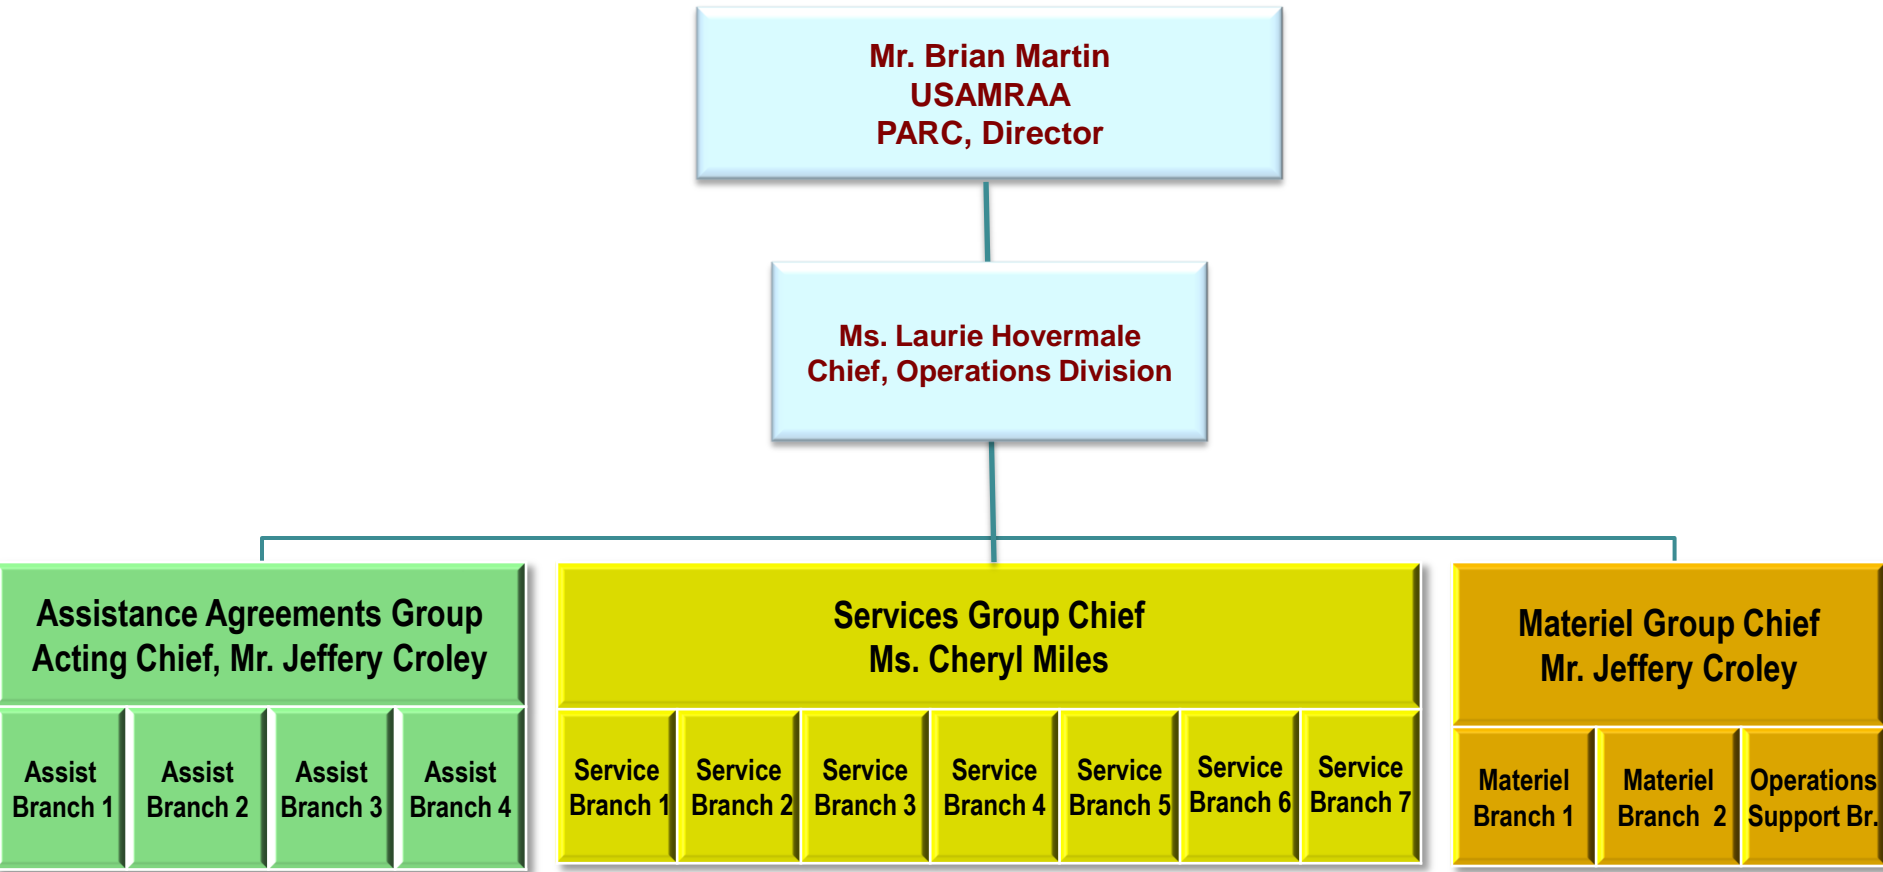 Mr. Brian Martin
USAMRAA
PARC, Director
Ms. Laurie Hovermale
Chief, Operations Division
Assistance Agreements Group
Acting Chief, Mr. Jeffery Croley
Assist
Branch 1
Assist
Branch 2
Assist
Branch 3
Assist
Branch 4
Services Group Chief
Ms. Cheryl Miles
Service
Branch 1
Service
Branch 2
Service
Branch 3
Service
Branch 4
Service
Branch 5
Service
Branch 6
Service
Branch 7
Materiel Group Chief
Mr. Jeffery Croley
Materiel
Branch 1
Materiel
Branch 2
Operations
Support Br.